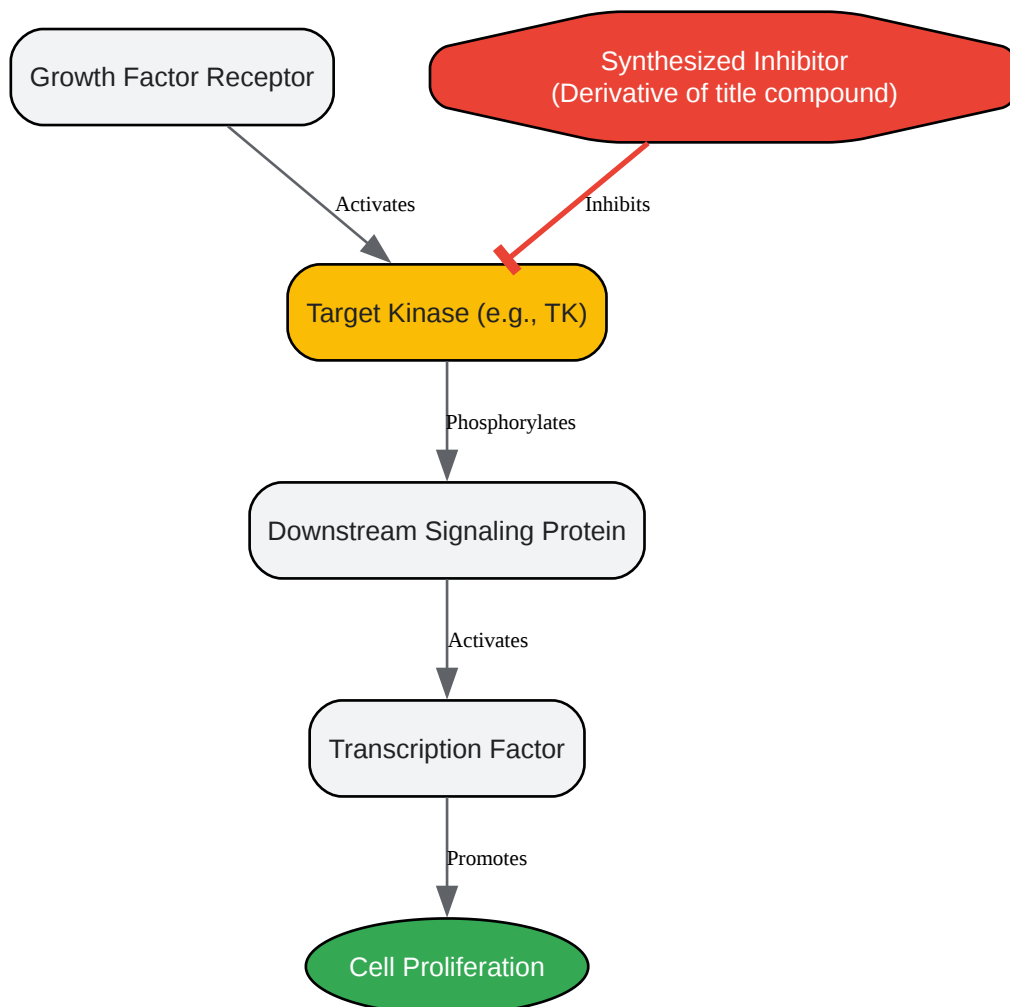 Growth Factor Receptor
Synthesized Inhibitor
(Derivative of title compound)
Activates
Inhibits
Target Kinase (e.g., TK)
Phosphorylates
Downstream Signaling Protein
Activates
Transcription Factor
Promotes
Cell Proliferation